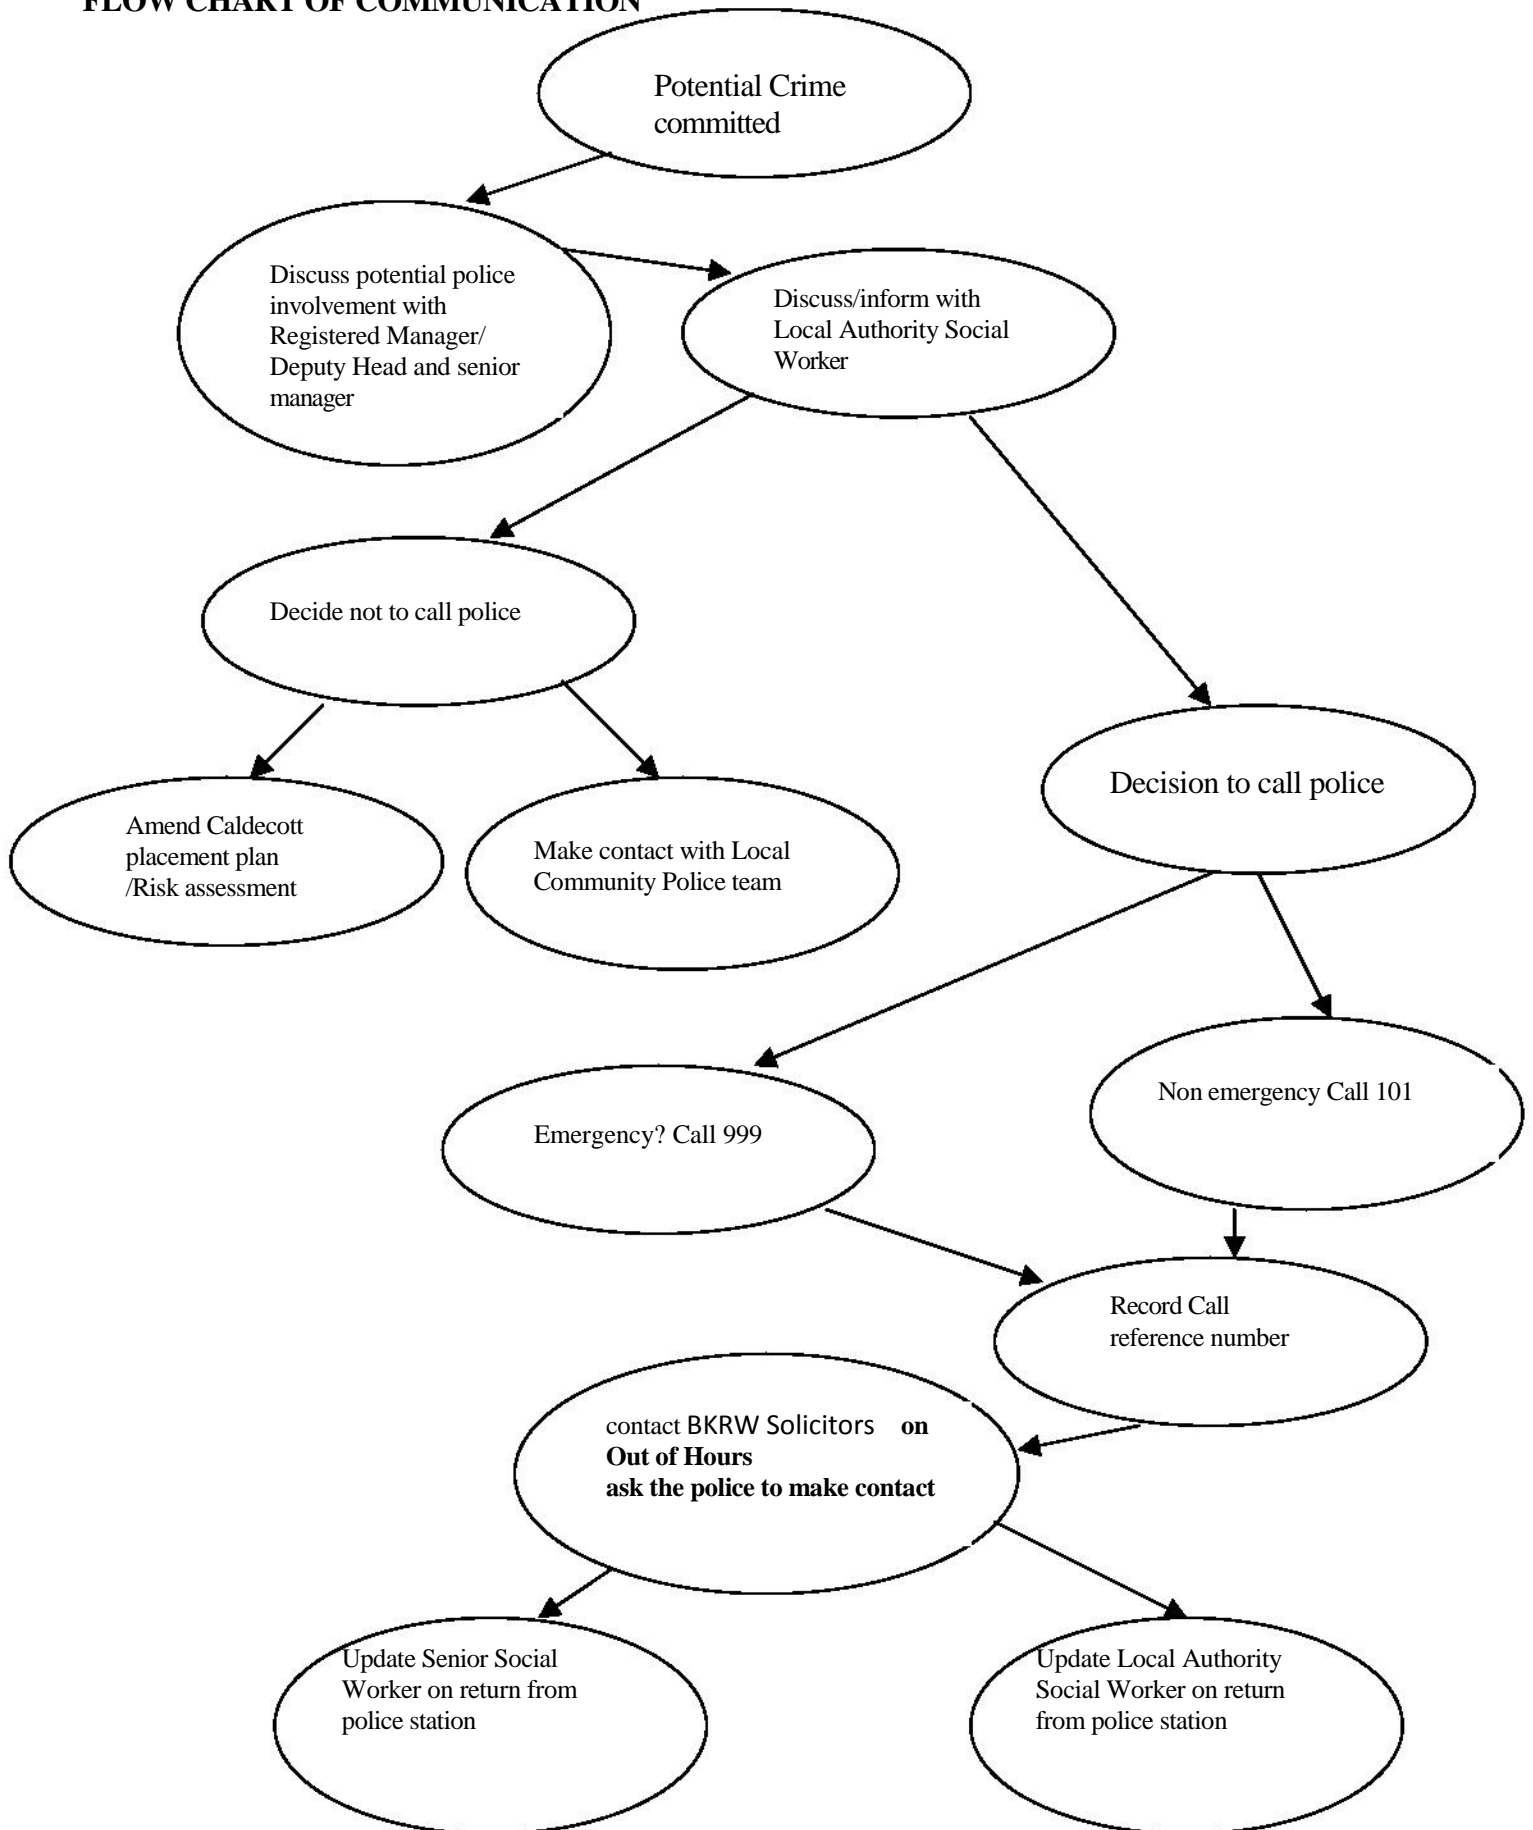 FLOW CHART OF COMMUNICATION
Potential Crime
committed
Discuss potential police
involvement with
Registered Manager/
Deputy Head and senior
manager
Discuss/inform with
Local Authority Social
Worker
Decide not to call police
Decision to call police
Amend Caldecott
placement plan
/Risk assessment
Make contact with Local
Community Police team
Non emergency Call 101
Emergency? Call 999
Record Call
reference number
contact BKRW Solicitors on
Out of Hours
ask the police to make contact
Update Senior Social
Worker on return from
police station
Update Local Authority
Social Worker on return
from police station